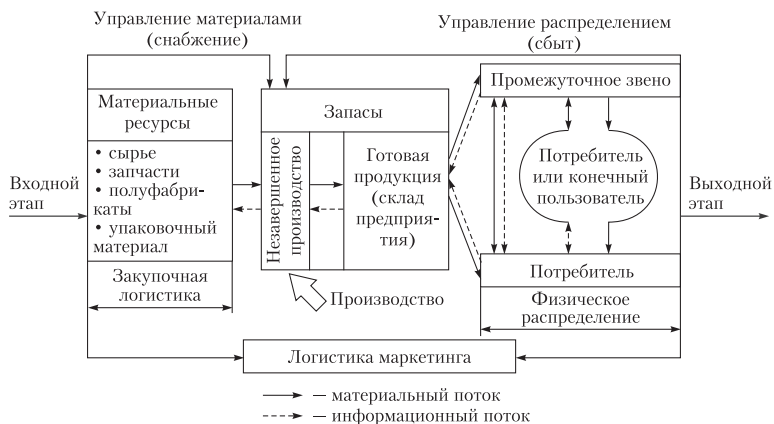 Управление материалами
(снабжение)
Управление распределением
(сбыт)
Материальные
ресурсы
• сырье
• запчасти
• полуфабри-
каты
• упаковочный
материал
Входной
этап
Закупочная
логистика
Запасы
Незавершенное
производство
Готовая
продукция
(склад
предприя-
тия)
Производство
Промежуточное звено
Потребитель
или конечный
пользователь
Потребитель
Физическое
распределение
Выходной
этап
Логистика маркетинга
— материальный поток
— информационный поток